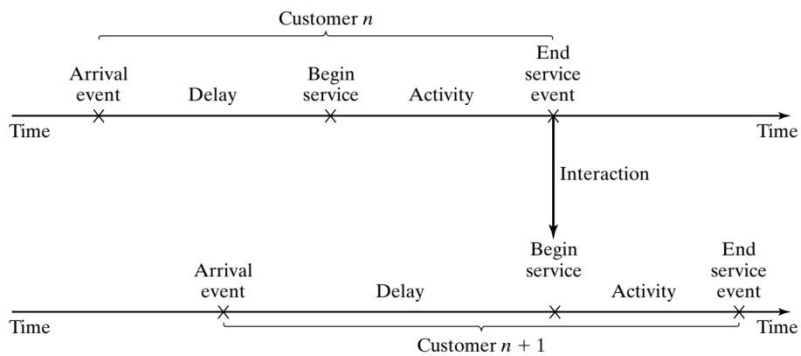 Customer n
Arrival
event
Delay
Begin
service
Activity
End
service
event
Time
Time
Interaction
Arrival
event
Delay
Begin
service
Activity
End
service
event
Time
Time
Customer n + 1